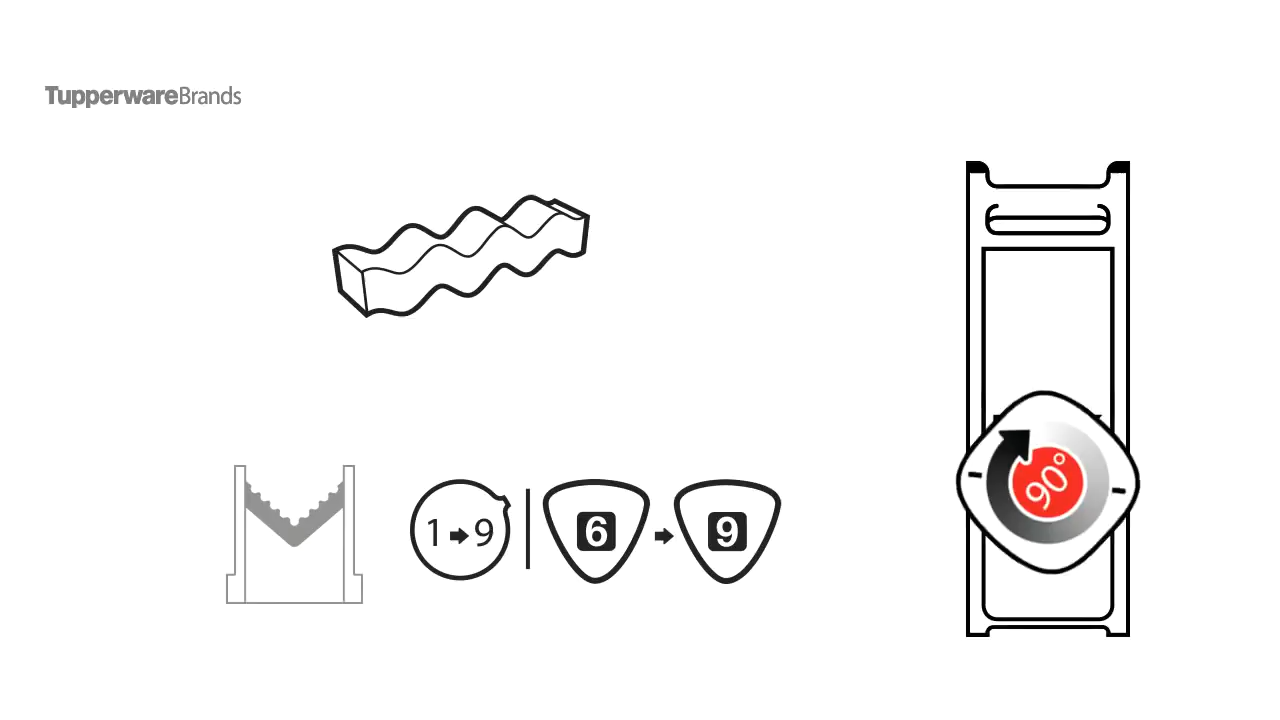 TupperwareBrands
1 → 9
6 → 9
90°